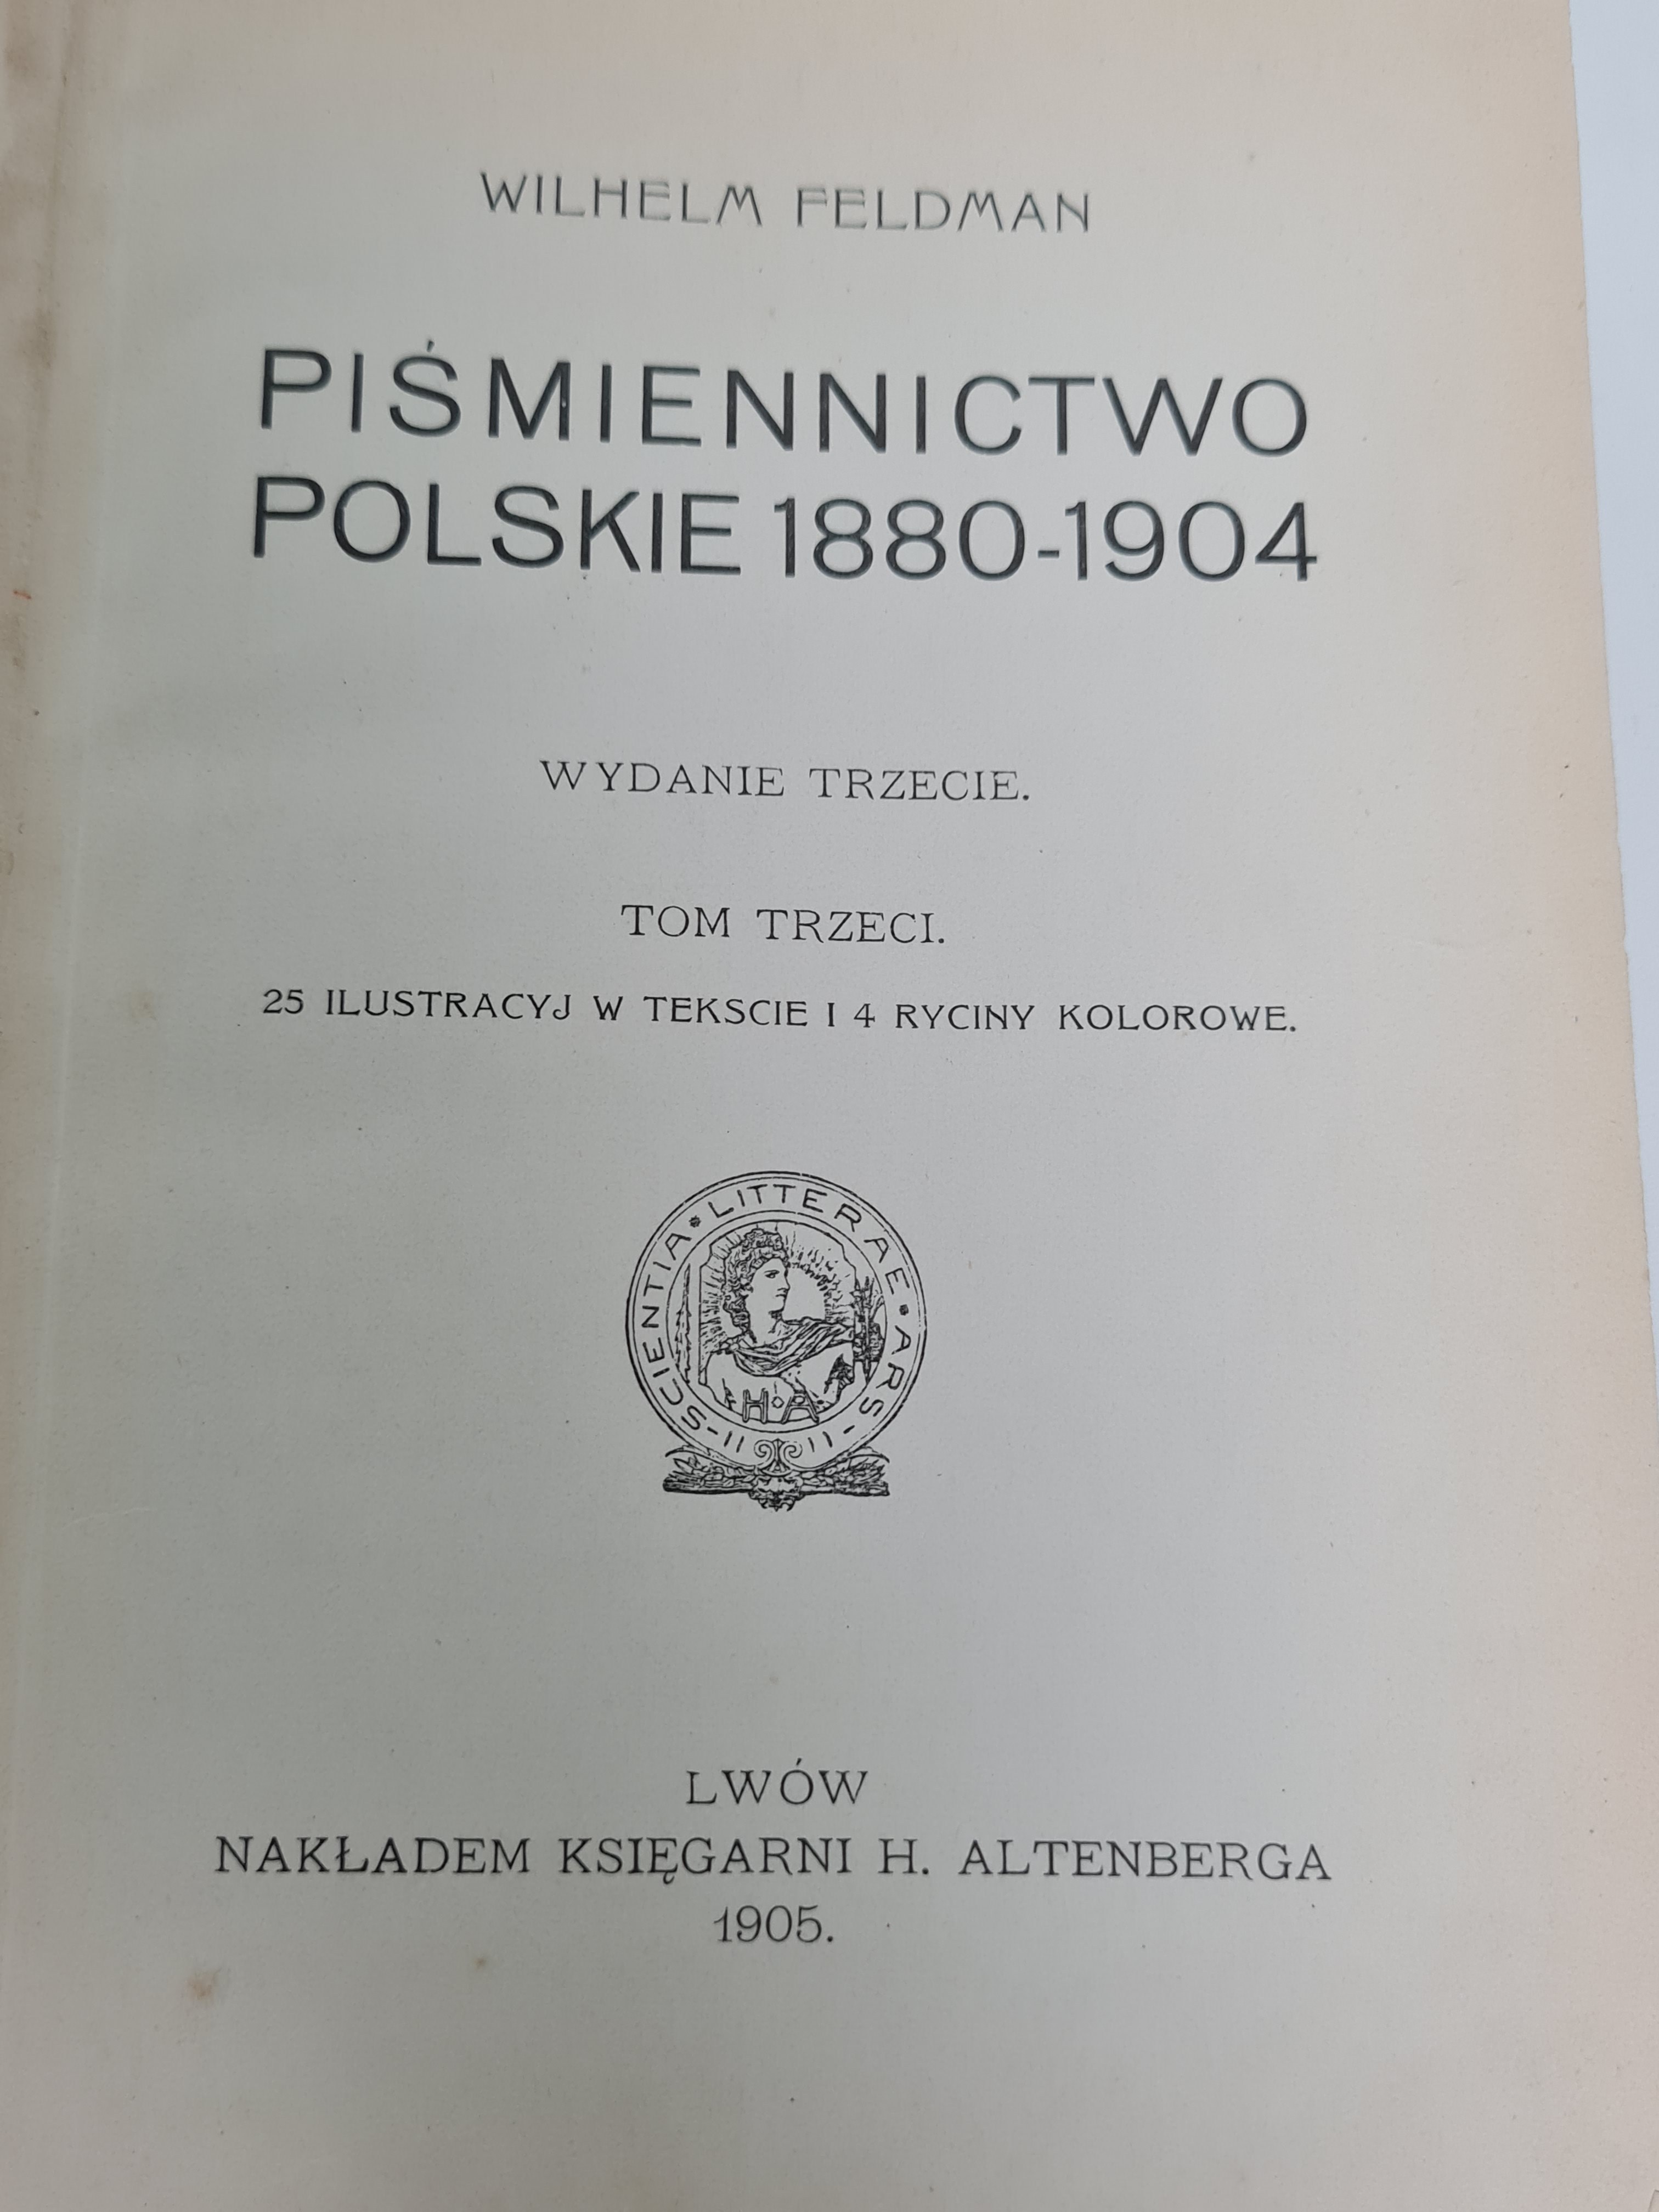 WILHELM FELDMAN
PIŚMIENNICTWO
POLSKIE 1880-1904
WYDANIE TRZECIE.
TOM TRZECI.
25 ILUSTRACYJ W TEKSCIE I 4 RYCINY KOLOROWE.
SCIENTIA • LITTERAE • ARS
H·A
LWÓW
NAKŁADEM KSIĘGARNI H. ALTENBERGA
1905.